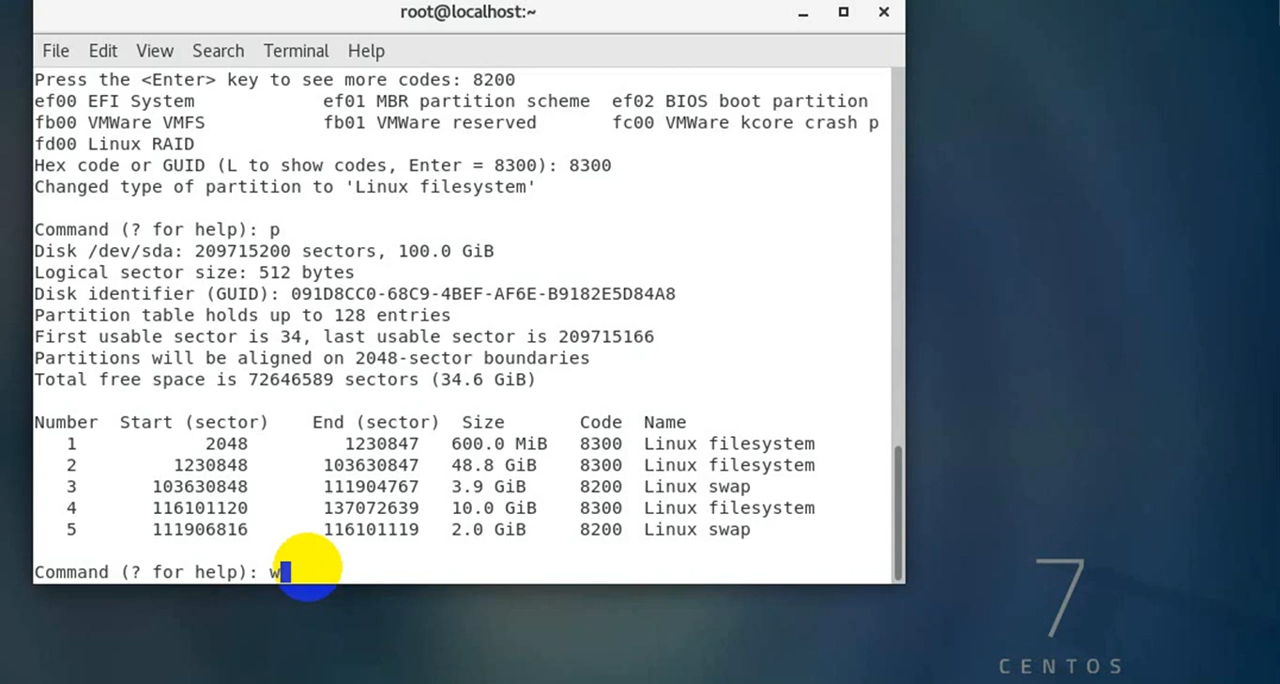 root@localhost:~
File Edit View Search Terminal Help
Press the <Enter> key to see more codes: 8200
ef00 EFI System ef01 MBR partition scheme ef02 BIOS boot partition
fb00 VMWare VMFS fb01 VMWare reserved fc00 VMWare kcore crash p
fd00 Linux RAID
Hex code or GUID (L to show codes, Enter = 8300): 8300
Changed type of partition to 'Linux filesystem'
Command (? for help): p
Disk /dev/sda: 209715200 sectors, 100.0 GiB
Logical sector size: 512 bytes
Disk identifier (GUID): 091D8CC0-68C9-4BEF-AF6E-B9182E5D84A8
Partition table holds up to 128 entries
First usable sector is 34, last usable sector is 209715166
Partitions will be aligned on 2048-sector boundaries
Total free space is 72646589 sectors (34.6 GiB)
Number Start (sector) End (sector) Size Code Name
1 2048 1230847 600.0 MiB 8300 Linux filesystem
2 1230848 103630847 48.8 GiB 8300 Linux filesystem
3 103630848 111904767 3.9 GiB 8200 Linux swap
4 116101120 137072639 10.0 GiB 8300 Linux filesystem
5 111906816 116101119 2.0 GiB 8200 Linux swap
Command (? for help): w
7
CENTOS